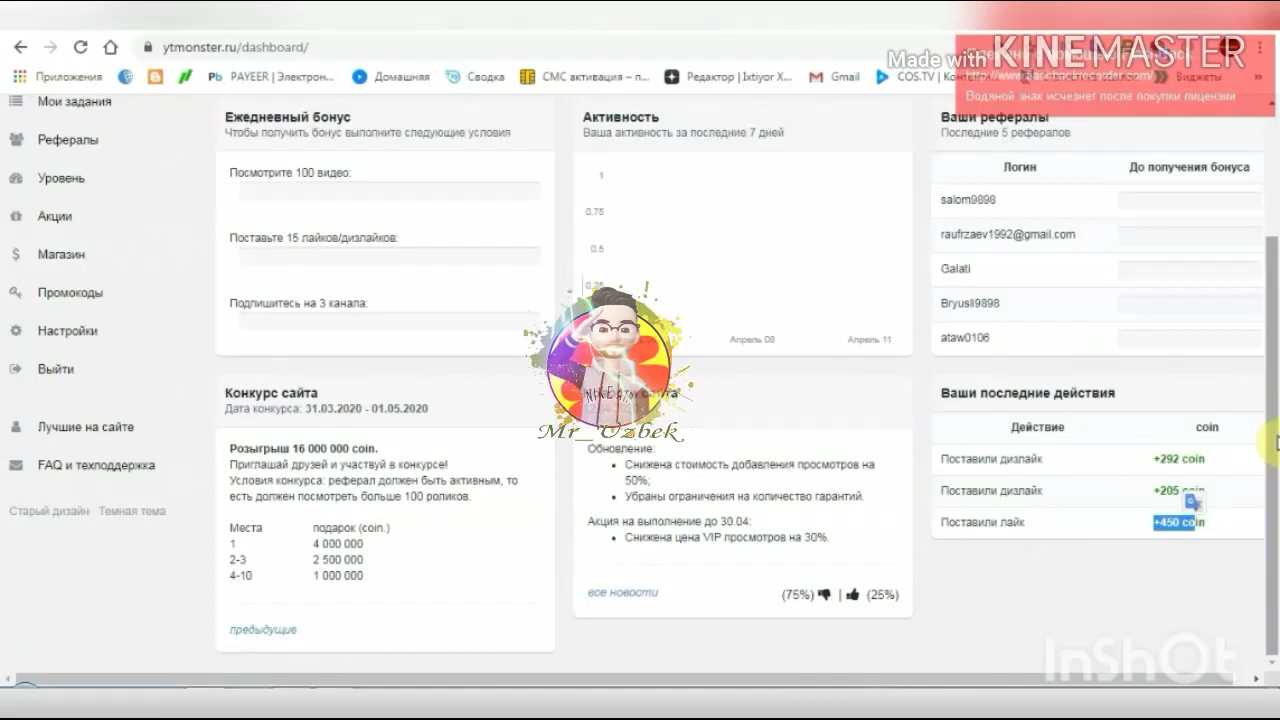 ytmonster.ru/dashboard/
Made with KINEMASTER
Приложения
PAYEER | Электрон...
Домашняя
Сводка
СМС активация – п...
Редактор | Ixtiyor X...
Gmail
COS.TV | Конт
Виджеты
Водяной знак исчезнет после покупки лицензии
Мои задания
Рефералы
Уровень
Акции
Магазин
Промокоды
Настройки
Выйти
Лучшие на сайте
FAQ и техподдержка
Старый дизайн Темная тема
Ежедневный бонус
Чтобы получить бонус выполните следующие условия
Посмотрите 100 видео:
Поставьте 15 лайков/дизлайков:
Подпишитесь на 3 канала:
Активность
Ваша активность за последние 7 дней
1
0.75
0.5
0.25
Апрель 08
Апрель 11
Ваши рефералы
Последние 5 рефералов
Логин До получения бонуса
salom9898
raufrzaev1992@gmail.com
Galati
Bryusli9898
ataw0106
Mr_Uzbek
Конкурс сайта
Дата конкурса: 31.03.2020 - 01.05.2020
Розыгрыш 16 000 000 coin.
Приглашай друзей и участвуй в конкурсе!
Условия конкурса: реферал должен быть активным, то
есть должен посмотреть больше 100 роликов.
Места подарок (coin.)
1 4 000 000
2-3 2 500 000
4-10 1 000 000
предыдущие
Обновление:
Снижена стоимость добавления просмотров на
50%;
Убраны ограничения на количество гарантий.
Акция на выполнение до 30.04:
Снижена цена VIP просмотров на 30%.
все новости
(75%) | (25%)
Ваши последние действия
Действие coin
Поставили дизлайк +292 coin
Поставили дизлайк +205 coin
Поставили лайк +450 coin
InShOt